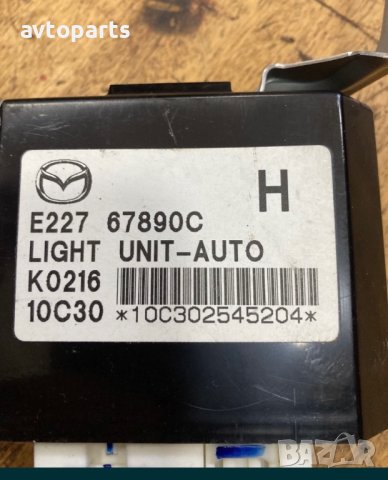 avtoparts
H
E227 67890C
LIGHT UNIT-AUTO
K0216
10C30 *10C302545204*
BAZAR